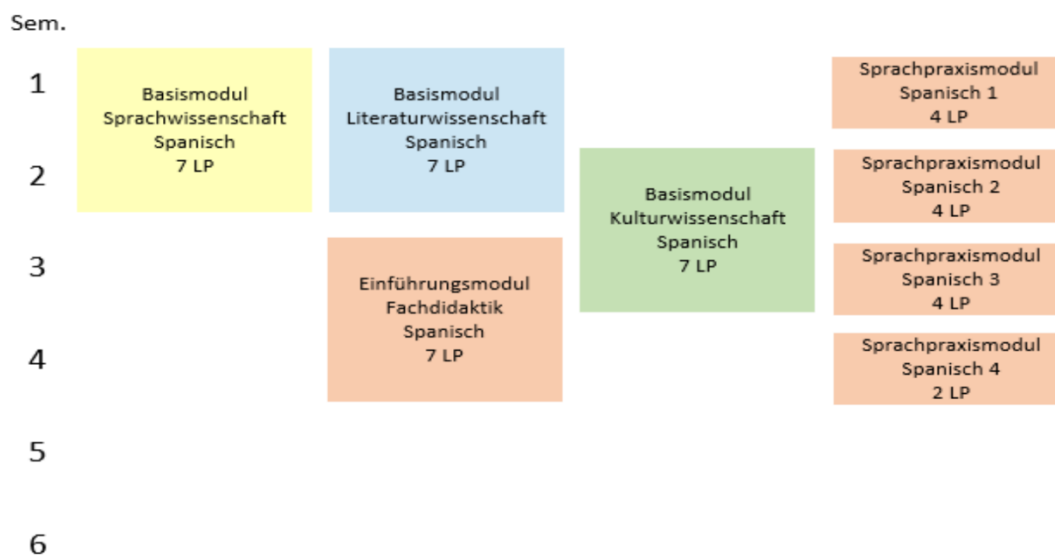 Sem.
1
Basismodul
Sprachwissenschaft
Spanisch
7 LP
Basismodul
Literaturwissenschaft
Spanisch
7 LP
Sprachpraxismodul
Spanisch 1
4 LP
2
Basismodul
Kulturwissenschaft
Spanisch
7 LP
Sprachpraxismodul
Spanisch 2
4 LP
3
Einführungsmodul
Fachdidaktik
Spanisch
7 LP
Sprachpraxismodul
Spanisch 3
4 LP
4
Sprachpraxismodul
Spanisch 4
2 LP
5
6